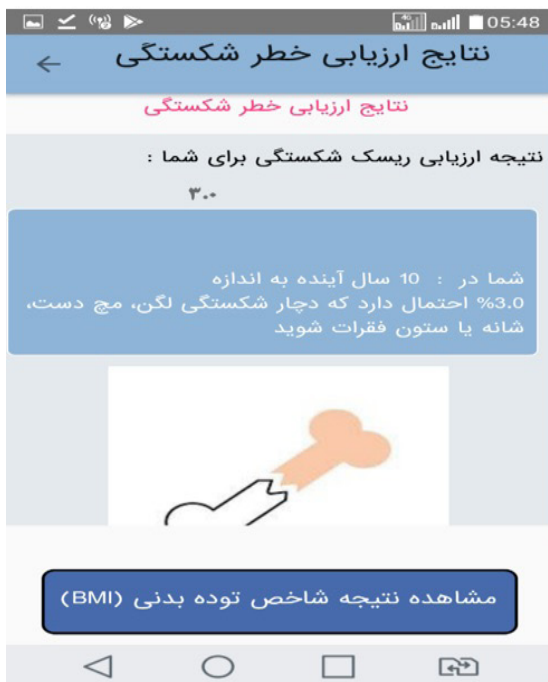 05:48
نتایج ارزیابی خطر شکستگی
نتایج ارزیابی خطر شکستگی
نتیجه ارزیابی ریسک شکستگی برای شما :
۳.۰
شما در : 10 سال آینده به اندازه
%3.0 احتمال دارد که دچار شکستگی لگن، مچ دست،
شانه یا ستون فقرات شوید
مشاهده نتیجه شاخص توده بدنی (BMI)